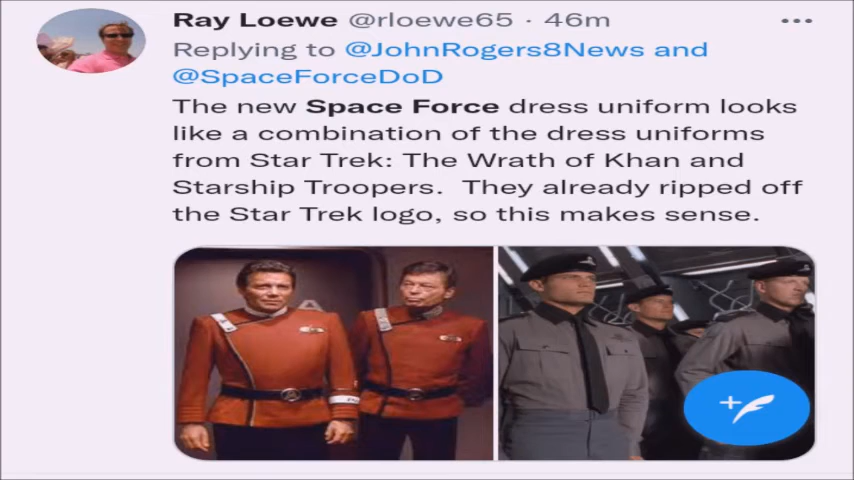 Ray Loewe @rloewe65 · 46m
Replying to @JohnRogers8News and
@SpaceForceDoD
The new Space Force dress uniform looks
like a combination of the dress uniforms
from Star Trek: The Wrath of Khan and
Starship Troopers.  They already ripped off
the Star Trek logo, so this makes sense.